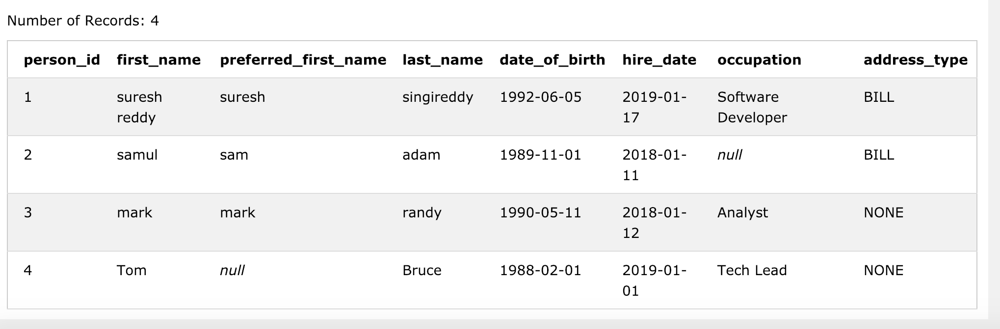 Number of Records: 4
person_id first_name preferred_first_name last_name date_of_birth hire_date occupation address_type
1 suresh suresh singireddy 1992-06-05 2019-01- Software BILL
reddy 17 Developer
2 samul sam adam 1989-11-01 2018-01- null BILL
11
3 mark mark randy 1990-05-11 2018-01- Analyst NONE
12
4 Tom null Bruce 1988-02-01 2019-01- Tech Lead NONE
01